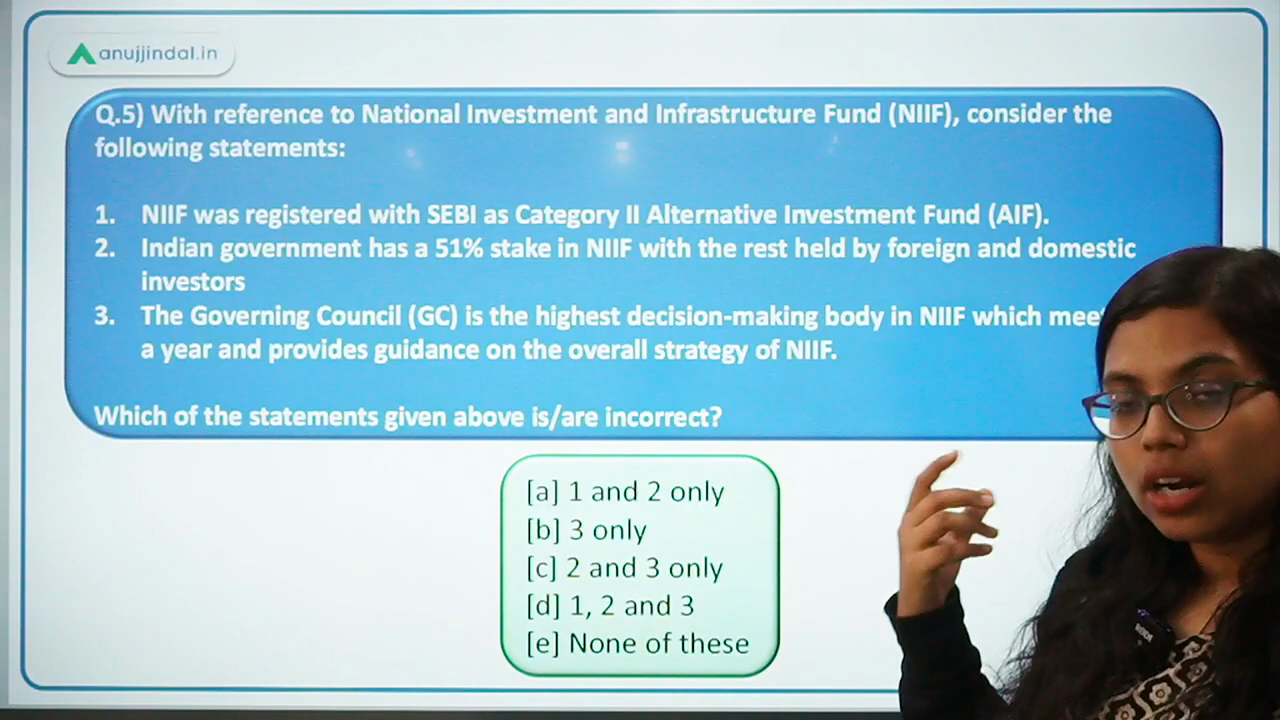 anujjindal.in
Q.5) With reference to National Investment and Infrastructure Fund (NIIF), consider the
following statements:
1. NIIF was registered with SEBI as Category II Alternative Investment Fund (AIF).
2. Indian government has a 51% stake in NIIF with the rest held by foreign and domestic
investors
3. The Governing Council (GC) is the highest decision-making body in NIIF which
a year and provides guidance on the overall strategy of NIIF.
Which of the statements given above is/are incorrect?
[a] 1 and 2 only
[b] 3 only
[c] 2 and 3 only
[d] 1, 2 and 3
[e] None of these